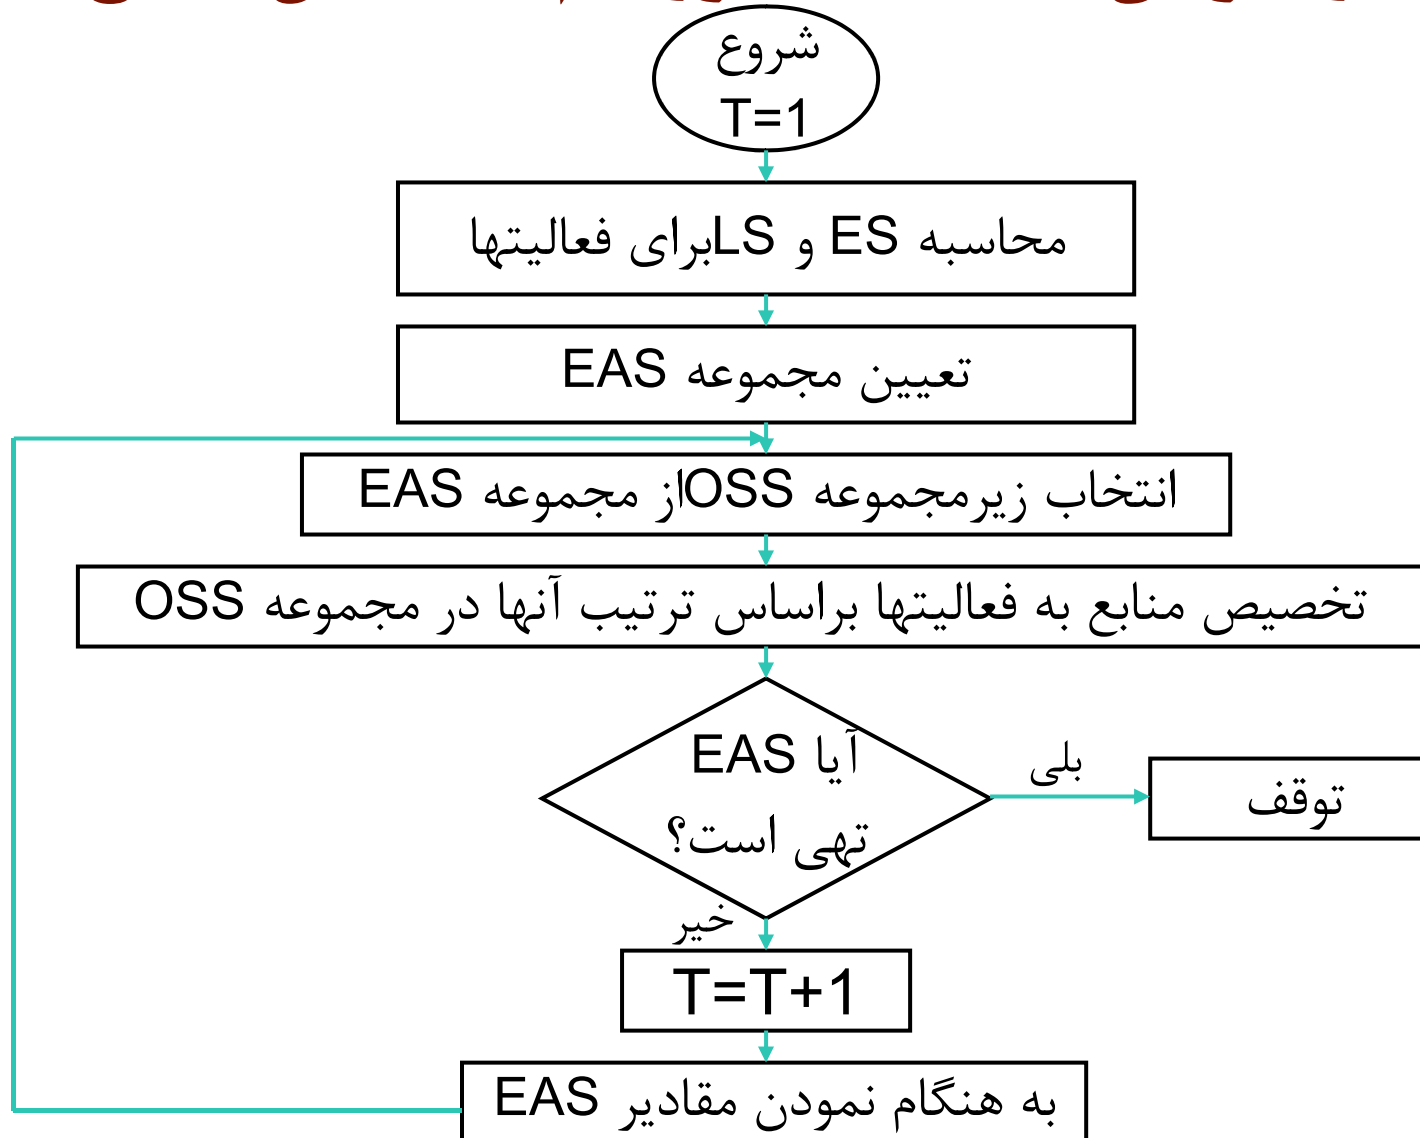 شروع
T=1
محاسبه ES و LSبرای فعالیتها
تعیین مجموعه EAS
انتخاب زیرمجموعه OSSاز مجموعه EAS
تخصیص منابع به فعالیتها براساس ترتیب آنها در مجموعه OSS
آیا EAS
تهی است؟
بلی
توقف
خیر
T=T+1
به هنگام نمودن مقادیر EAS